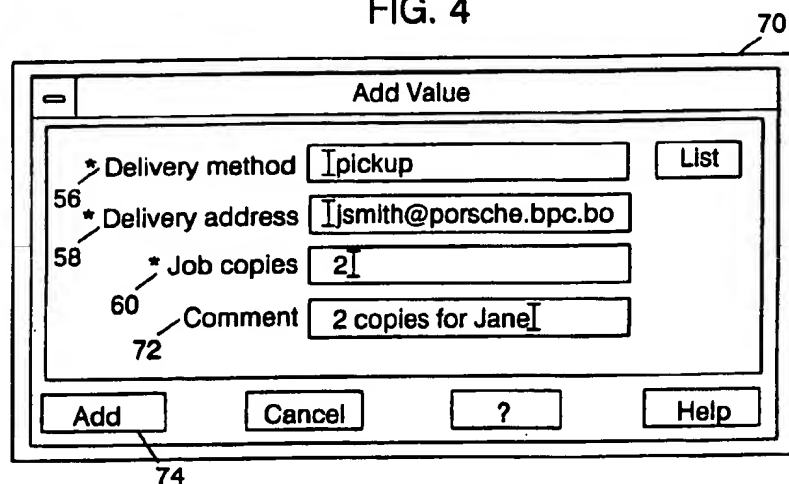 FIG. 4
70
Add Value
* Delivery method pickup List
56
* Delivery address jsmith@porsche.bpc.bo
58
* Job copies 2
60
Comment 2 copies for Jane
72
Add Cancel ? Help
74